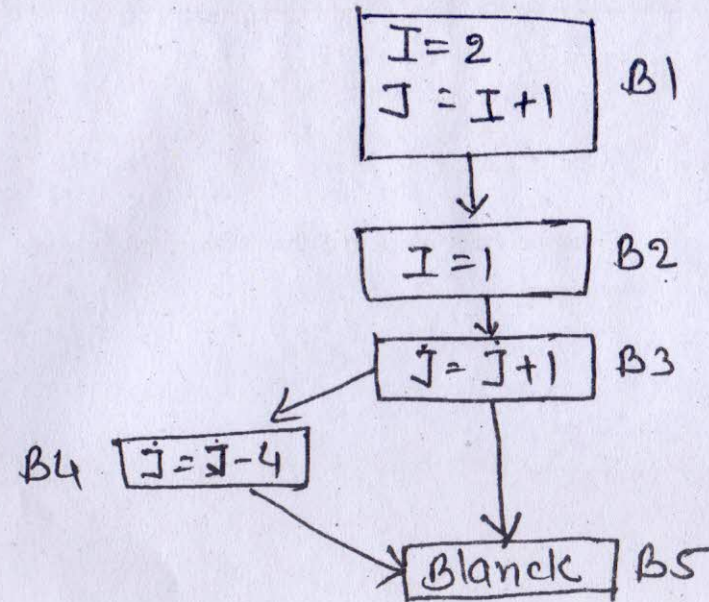 I = 2
J = I + 1
B1
I = 1
B2
J = J + 1
B3
B4
J = J - 4
Blanck
B5